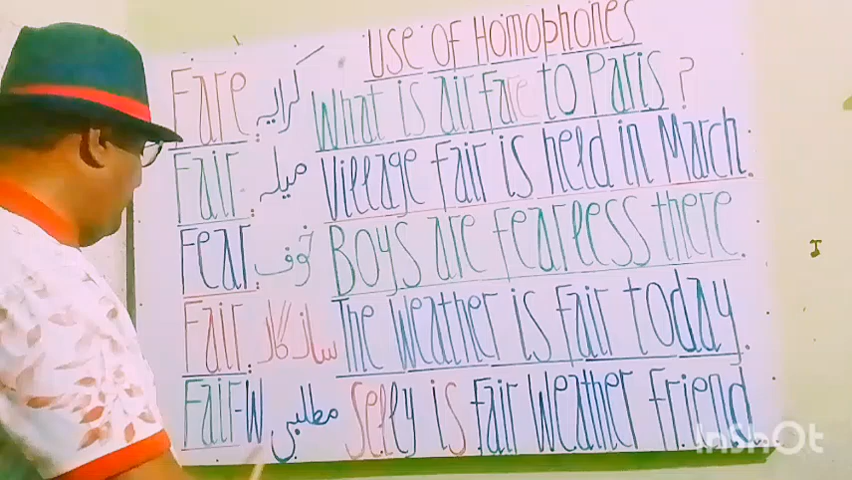 Use of Homophones
Fare کرایہ What is air fare to Paris ?
Fair میلہ Village Fair is held in March.
Fear خوف Boys are fearless there
Fair سازگار The Weather is fair today
Fair-W مطلبی Selly is fair Weather Friend
InShOt